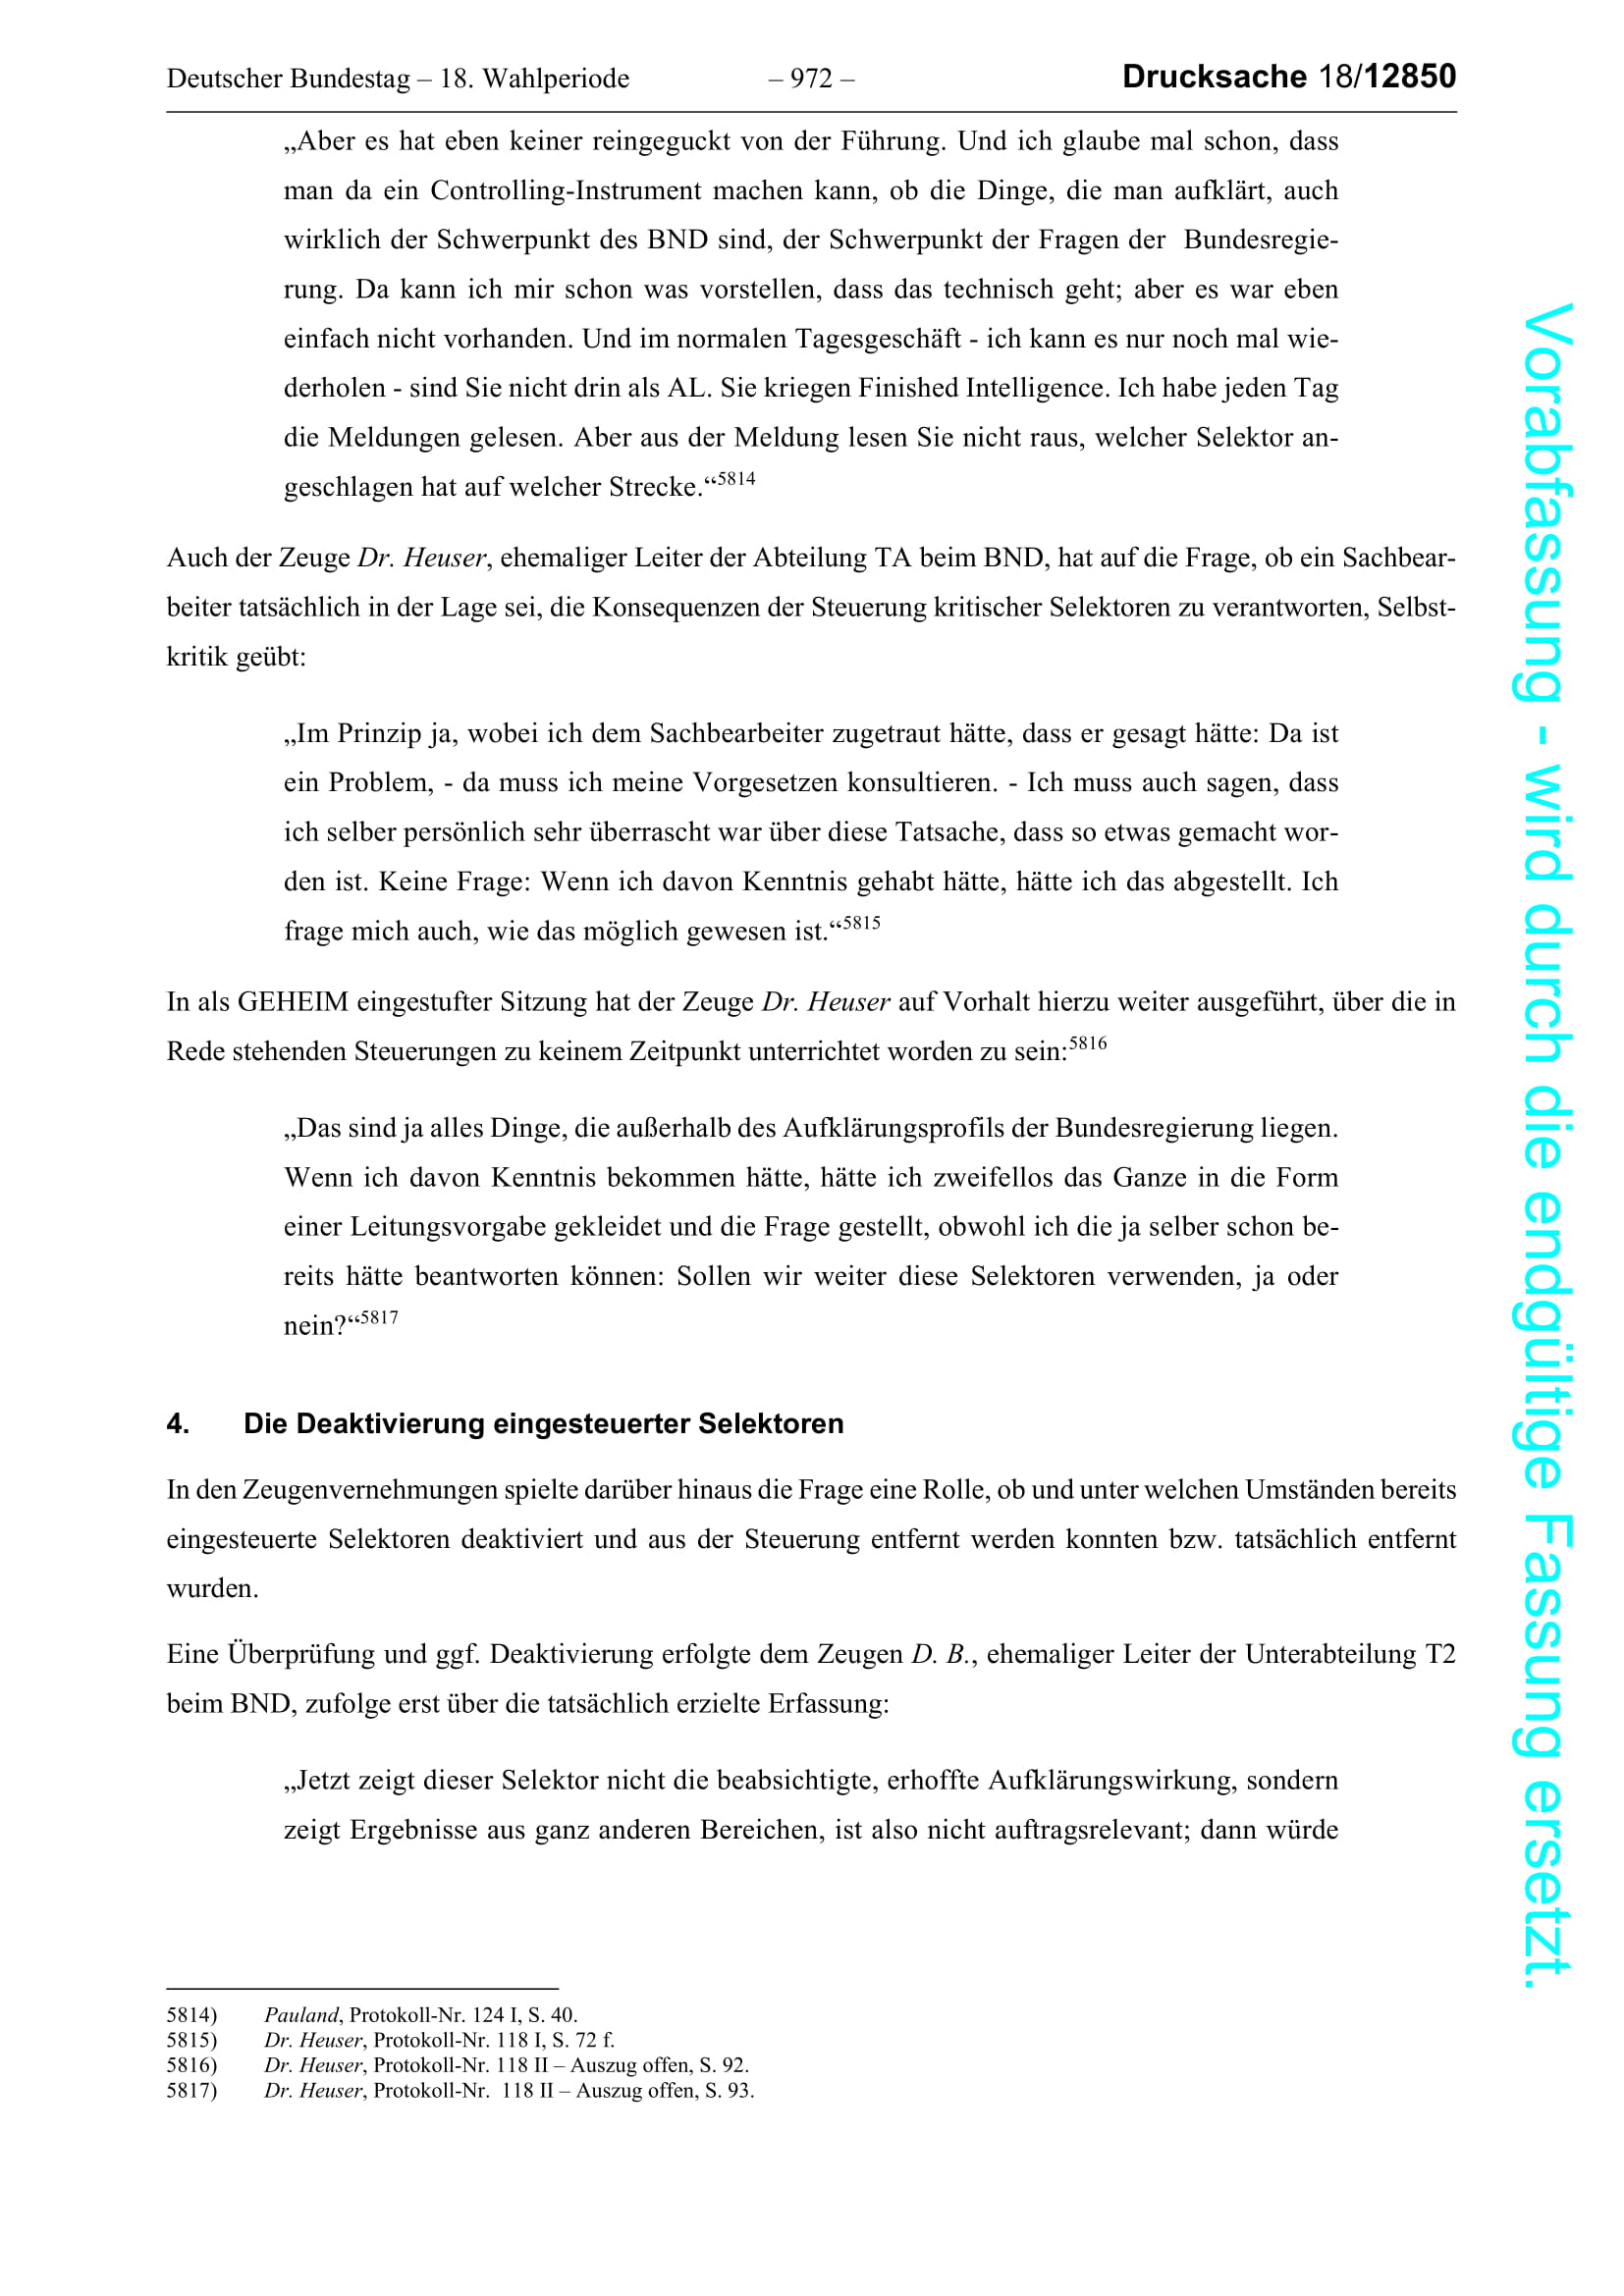 Deutscher Bundestag – 18. Wahlperiode – 972 – Drucksache 18/12850
„Aber es hat eben keiner reingeguckt von der Führung. Und ich glaube mal schon, dass
man da ein Controlling-Instrument machen kann, ob die Dinge, die man aufklärt, auch
wirklich der Schwerpunkt des BND sind, der Schwerpunkt der Fragen der Bundesregie-
rung. Da kann ich mir schon was vorstellen, dass das technisch geht; aber es war eben
einfach nicht vorhanden. Und im normalen Tagesgeschäft - ich kann es nur noch mal wie-
derholen - sind Sie nicht drin als AL. Sie kriegen Finished Intelligence. Ich habe jeden Tag
die Meldungen gelesen. Aber aus der Meldung lesen Sie nicht raus, welcher Selektor an-
geschlagen hat auf welcher Strecke.“5814
Auch der Zeuge Dr. Heuser, ehemaliger Leiter der Abteilung TA beim BND, hat auf die Frage, ob ein Sachbear-
beiter tatsächlich in der Lage sei, die Konsequenzen der Steuerung kritischer Selektoren zu verantworten, Selbst-
kritik geübt:
„Im Prinzip ja, wobei ich dem Sachbearbeiter zugetraut hätte, dass er gesagt hätte: Da ist
ein Problem, - da muss ich meine Vorgesetzen konsultieren. - Ich muss auch sagen, dass
ich selber persönlich sehr überrascht war über diese Tatsache, dass so etwas gemacht wor-
den ist. Keine Frage: Wenn ich davon Kenntnis gehabt hätte, hätte ich das abgestellt. Ich
frage mich auch, wie das möglich gewesen ist.“5815
In als GEHEIM eingestufter Sitzung hat der Zeuge Dr. Heuser auf Vorhalt hierzu weiter ausgeführt, über die in
Rede stehenden Steuerungen zu keinem Zeitpunkt unterrichtet worden zu sein:5816
„Das sind ja alles Dinge, die außerhalb des Aufklärungsprofils der Bundesregierung liegen.
Wenn ich davon Kenntnis bekommen hätte, hätte ich zweifellos das Ganze in die Form
einer Leitungsvorgabe gekleidet und die Frage gestellt, obwohl ich die ja selber schon be-
reits hätte beantworten können: Sollen wir weiter diese Selektoren verwenden, ja oder
nein?“5817
4. Die Deaktivierung eingesteuerter Selektoren
In den Zeugenvernehmungen spielte darüber hinaus die Frage eine Rolle, ob und unter welchen Umständen bereits
eingesteuerte Selektoren deaktiviert und aus der Steuerung entfernt werden konnten bzw. tatsächlich entfernt
wurden.
Eine Überprüfung und ggf. Deaktivierung erfolgte dem Zeugen D. B., ehemaliger Leiter der Unterabteilung T2
beim BND, zufolge erst über die tatsächlich erzielte Erfassung:
„Jetzt zeigt dieser Selektor nicht die beabsichtigte, erhoffte Aufklärungswirkung, sondern
zeigt Ergebnisse aus ganz anderen Bereichen, ist also nicht auftragsrelevant; dann würde
5814) Pauland, Protokoll-Nr. 124 I, S. 40.
5815) Dr. Heuser, Protokoll-Nr. 118 I, S. 72 f.
5816) Dr. Heuser, Protokoll-Nr. 118 II – Auszug offen, S. 92.
5817) Dr. Heuser, Protokoll-Nr. 118 II – Auszug offen, S. 93.
Vorabfassung - wird durch die endgültige Fassung ersetzt.